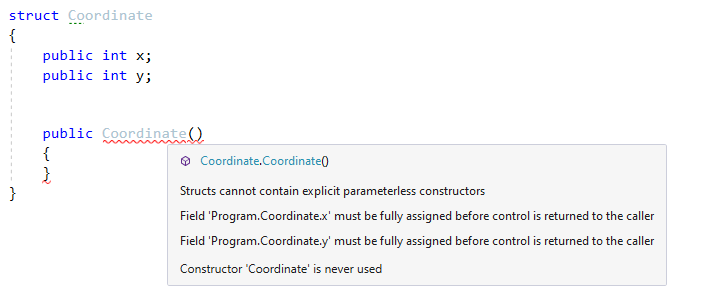 struct Coordinate
{
public int x;
public int y;
public Coordinate()
{
}
}
Coordinate.Coordinate()
Structs cannot contain explicit parameterless constructors
Field 'Program.Coordinate.x' must be fully assigned before control is returned to the caller
Field 'Program.Coordinate.y' must be fully assigned before control is returned to the caller
Constructor 'Coordinate' is never used